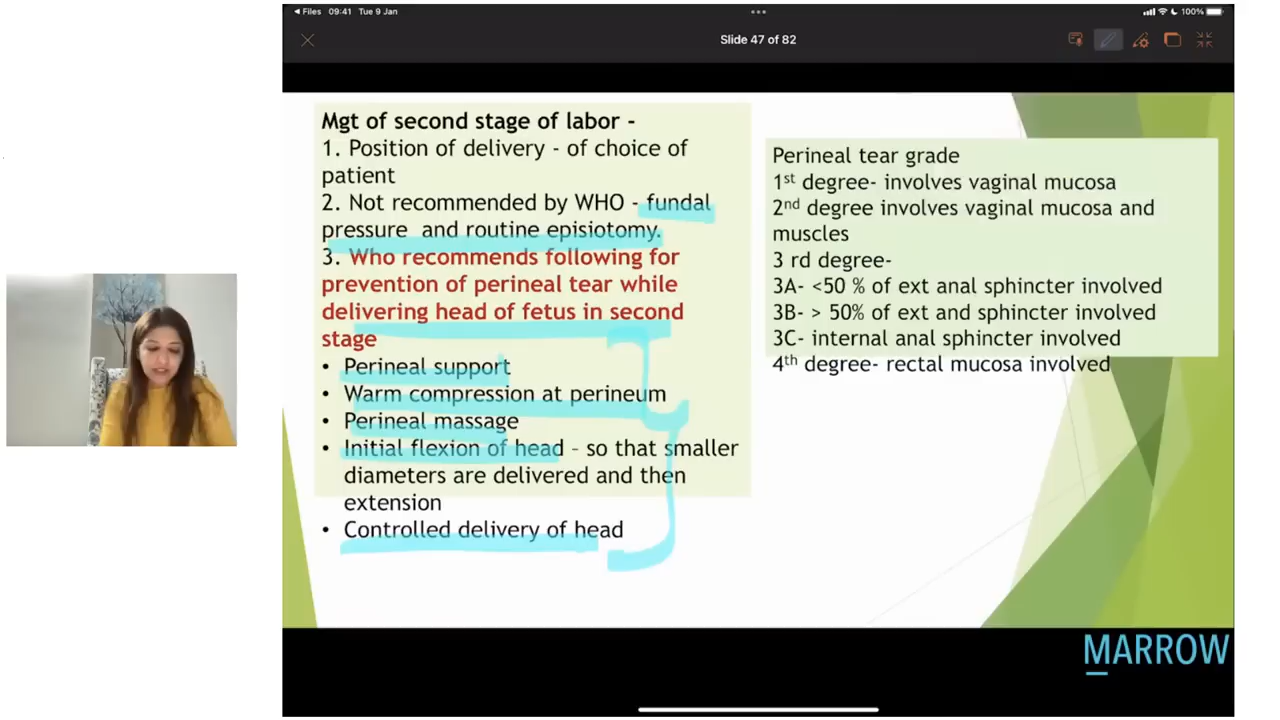 Files 09:41 Tue 9 Jan
100%
Slide 47 of 82
Mgt of second stage of labor -
1. Position of delivery - of choice of
patient
2. Not recommended by WHO - fundal
pressure and routine episiotomy.
3. Who recommends following for
prevention of perineal tear while
delivering head of fetus in second
stage
• Perineal support
• Warm compression at perineum
• Perineal massage
• Initial flexion of head – so that smaller
diameters are delivered and then
extension
• Controlled delivery of head
Perineal tear grade
1st degree- involves vaginal mucosa
2nd degree involves vaginal mucosa and
muscles
3 rd degree-
3A- <50 % of ext anal sphincter involved
3B- > 50% of ext and sphincter involved
3C- internal anal sphincter involved
4th degree- rectal mucosa involved
MARROW